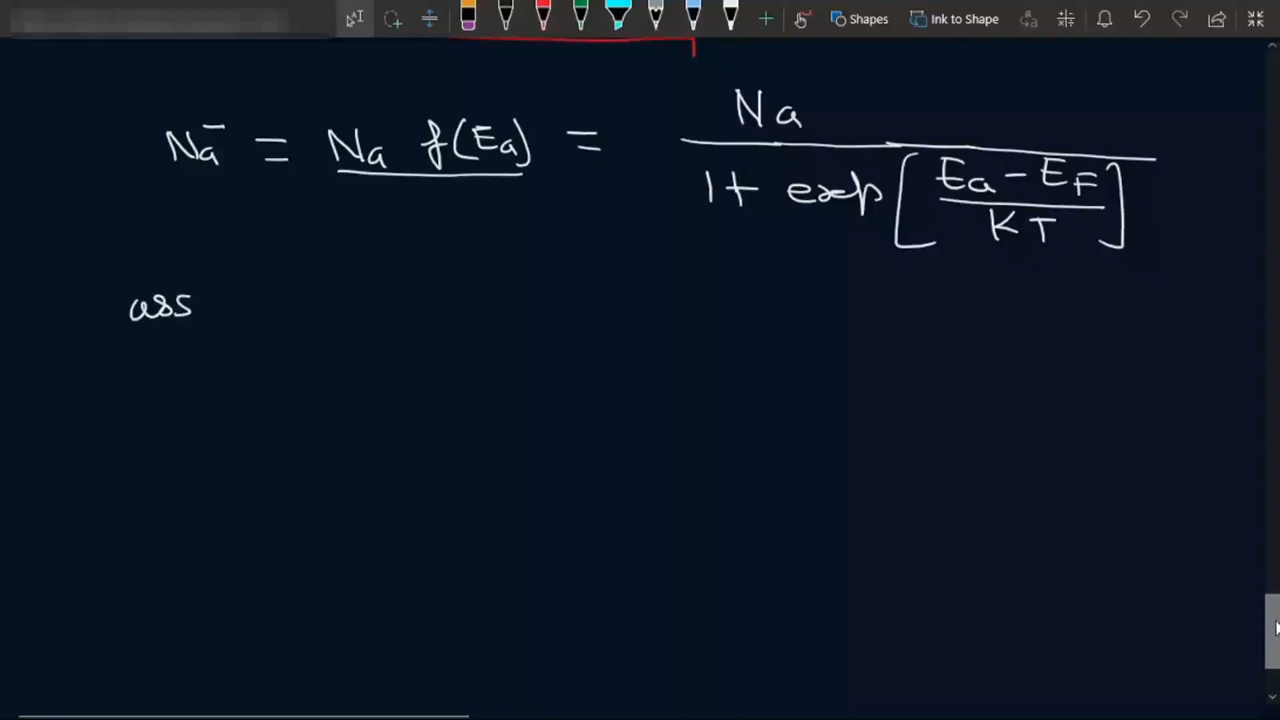 Shapes Ink to Shape
Na⁻ = Na f(Ea) = Na / (1 + exp[(Ea - EF) / KT])
ass